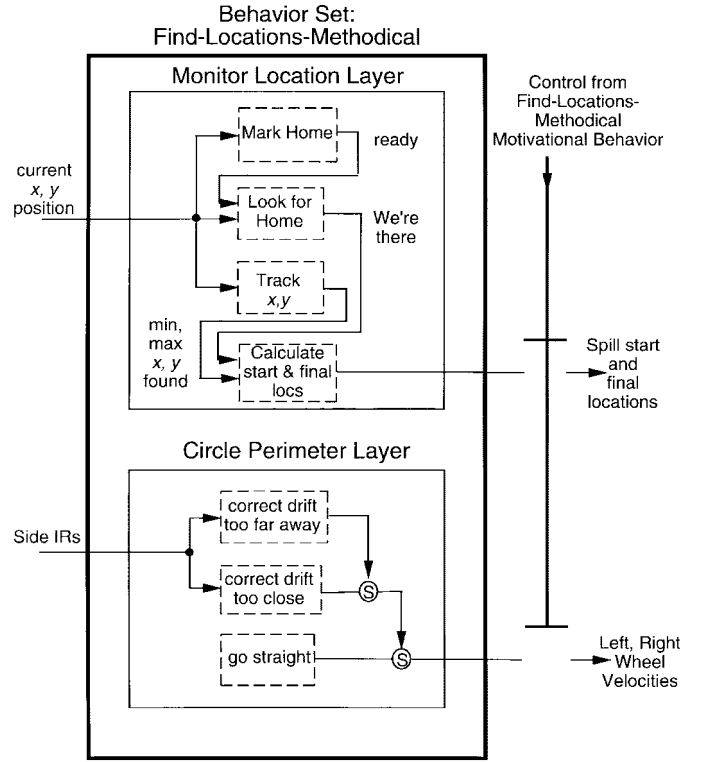 Behavior Set:
Find-Locations-Methodical
Monitor Location Layer
Mark Home
ready
current
x, y
position
Look for
Home
We're
there
Track
x,y
min,
max
x, y
found
Calculate
start & final
locs
Control from
Find-Locations-
Methodical
Motivational Behavior
Spill start
and
final
locations
Circle Perimeter Layer
Side IRs
correct drift
too far away
correct drift
too close
S
go straight
S
Left, Right
Wheel
Velocities